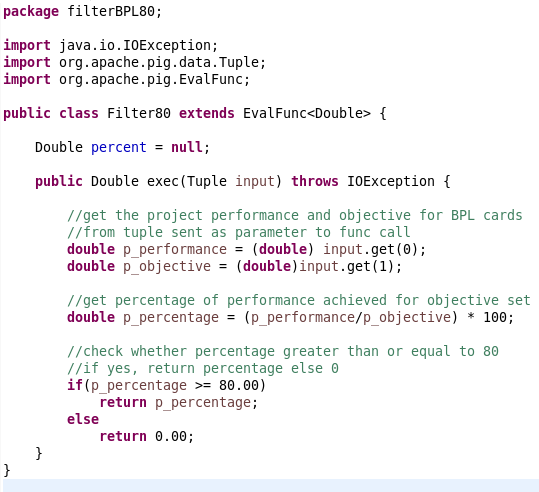 package filterBPL80;
import java.io.IOException;
import org.apache.pig.data.Tuple;
import org.apache.pig.EvalFunc;
public class Filter80 extends EvalFunc<Double> {
Double percent = null;
public Double exec(Tuple input) throws IOException {
//get the project performance and objective for BPL cards
//from tuple sent as parameter to func call
double p_performance = (double) input.get(0);
double p_objective = (double)input.get(1);
//get percentage of performance achieved for objective set
double p_percentage = (p_performance/p_objective) * 100;
//check whether percentage greater than or equal to 80
//if yes, return percentage else 0
if(p_percentage >= 80.00)
return p_percentage;
else
return 0.00;
}
}